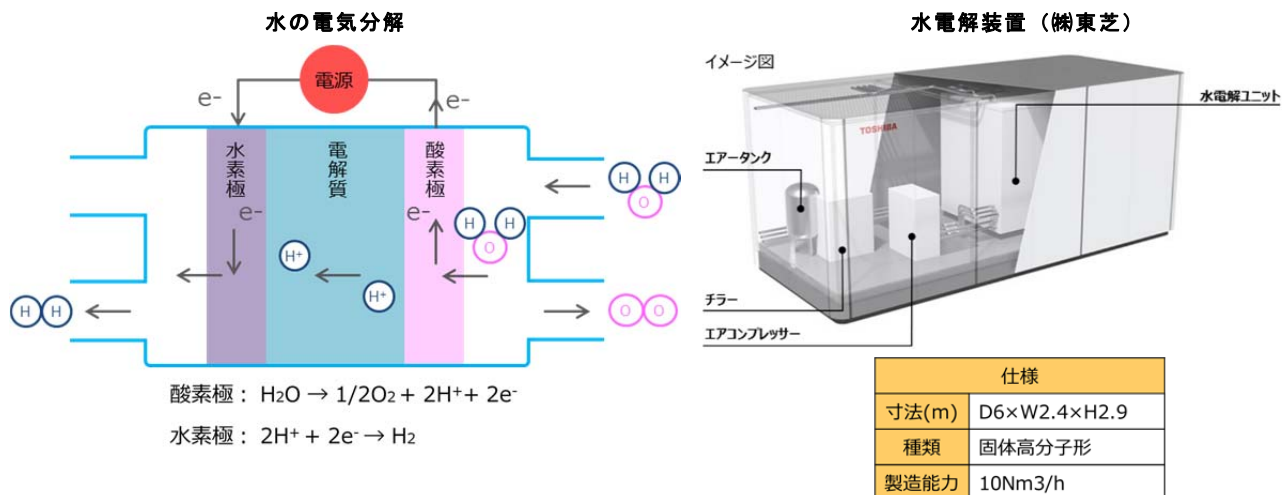 水の電気分解
電源
e-
e-
水素極
電解質
酸素極
e-
e-
H H
O
H H
O
H+
H+
H H
O O
酸素極： H2O → 1/2O2 + 2H+ + 2e-
水素極： 2H+ + 2e- → H2
水電解装置（㈱東芝）
イメージ図
水電解ユニット
TOSHIBA
エアータンク
チラー
エアコンプレッサー
仕様
寸法(m) D6×W2.4×H2.9
種類 固体高分子形
製造能力 10Nm3/h